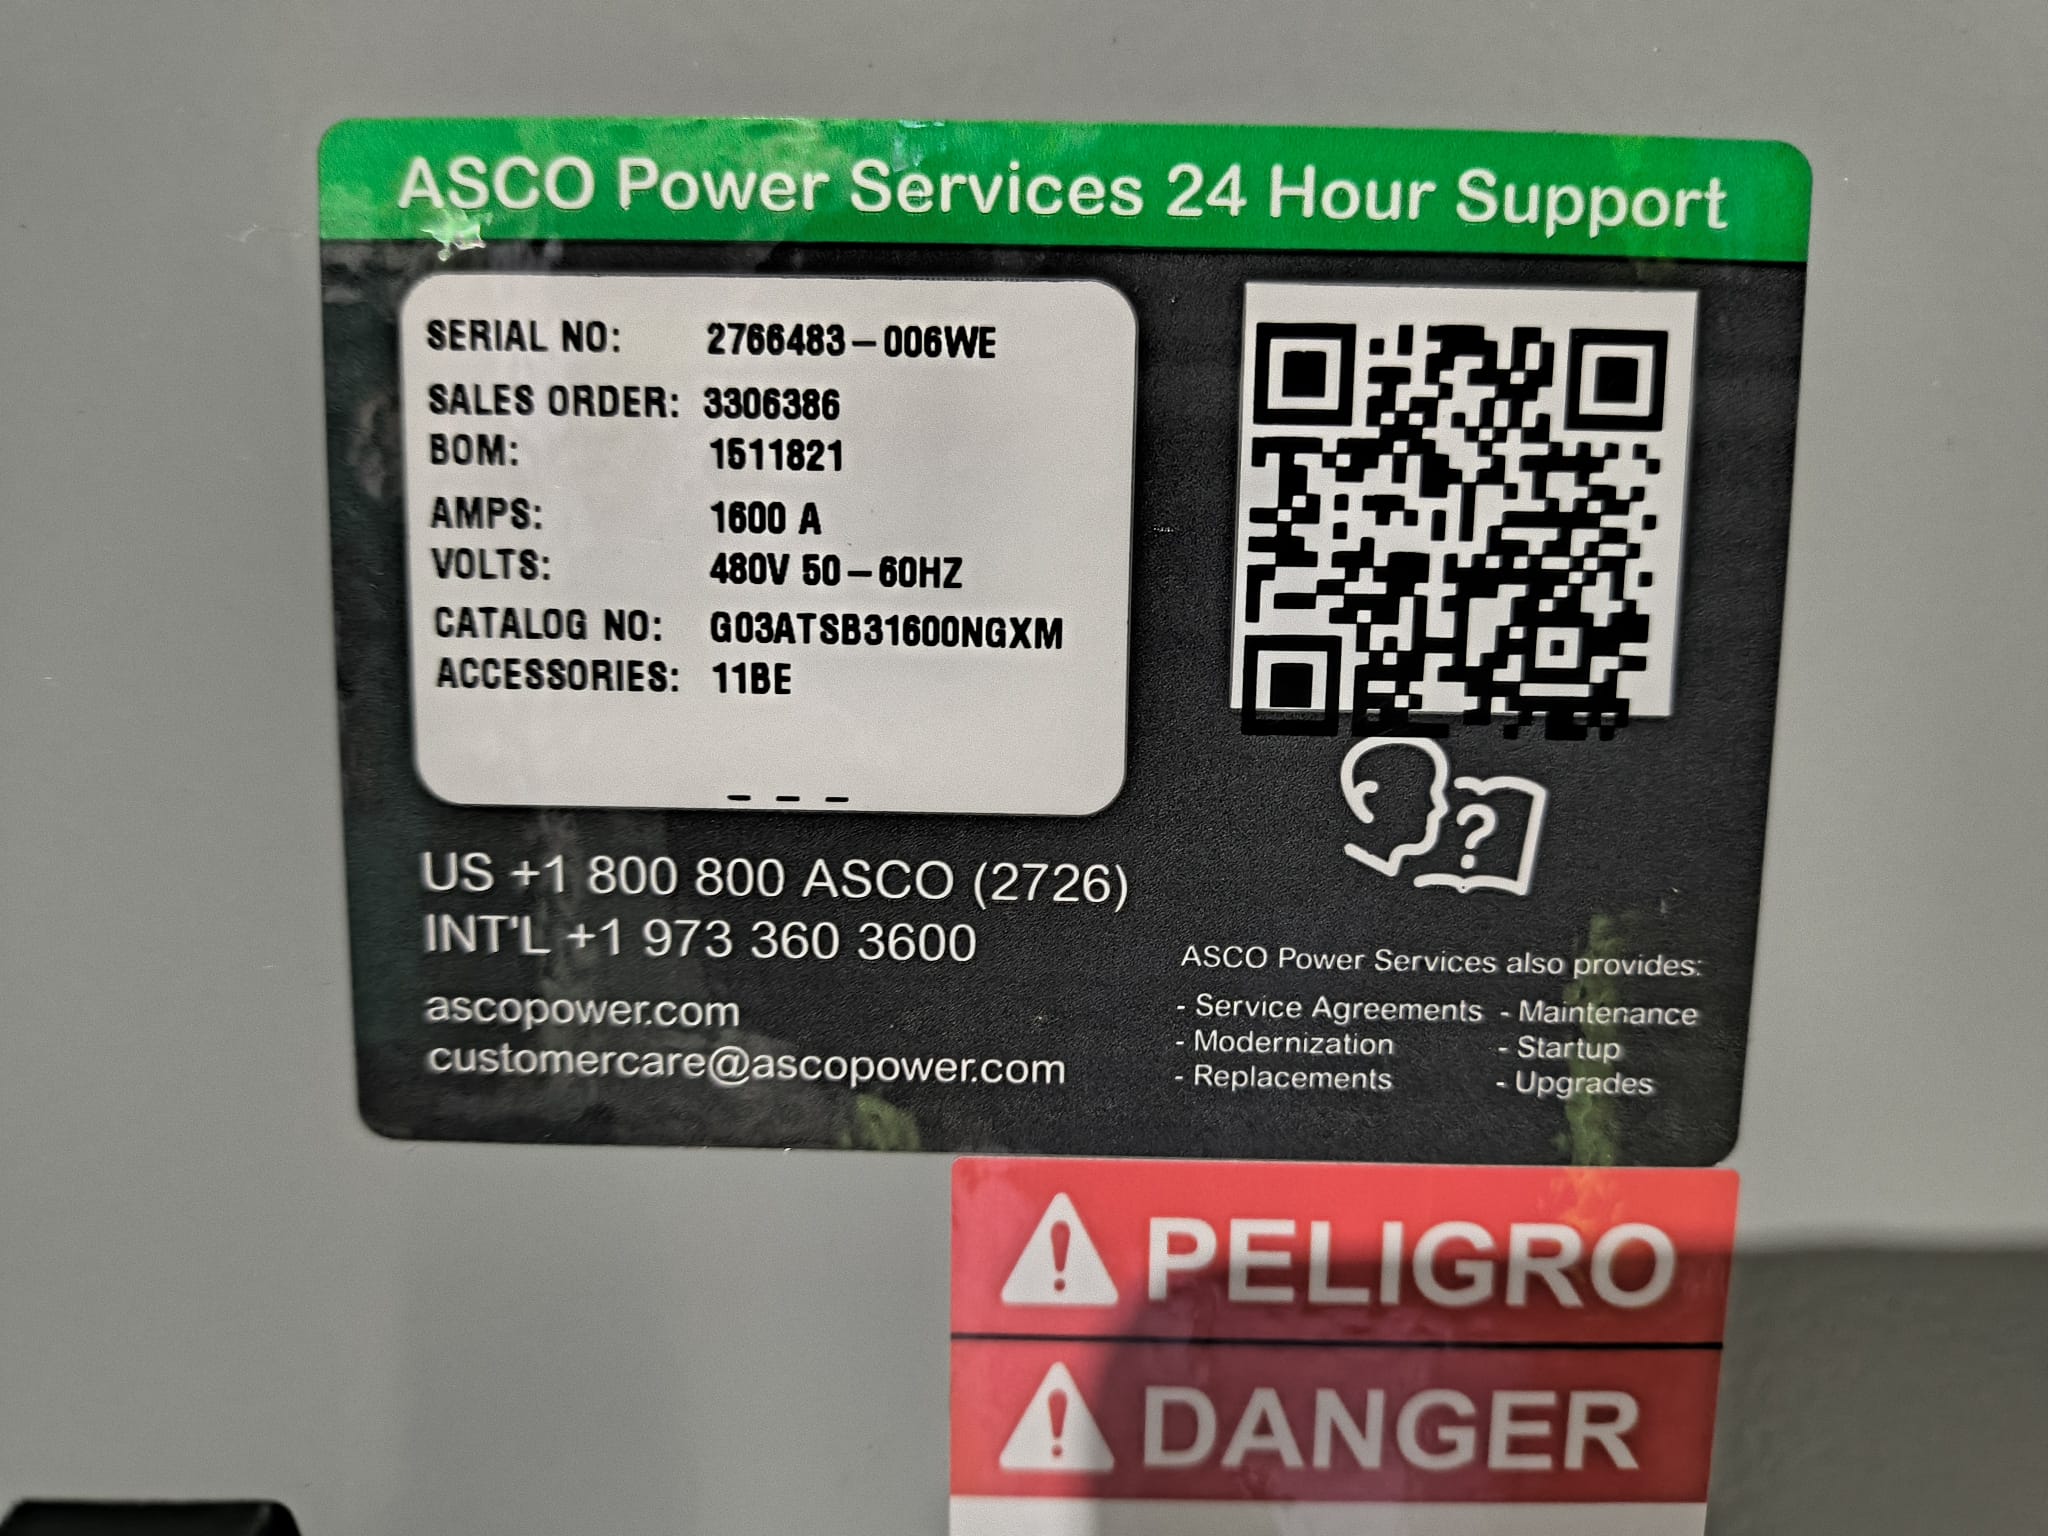 ASCO Power Services 24 Hour Support
SERIAL NO: 2766483-006WE
SALES ORDER: 3306386
BOM: 1511821
AMPS: 1600 A
VOLTS: 480V 50-60HZ
CATALOG NO: G03ATSB31600NGXM
ACCESSORIES: 11BE
_ _ _
US +1 800 800 ASCO (2726)
INT'L +1 973 360 3600
ascopower.com
customercare@ascopower.com
?
ASCO Power Services also provides:
- Service Agreements - Maintenance
- Modernization - Startup
- Replacements - Upgrades
PELIGRO
DANGER